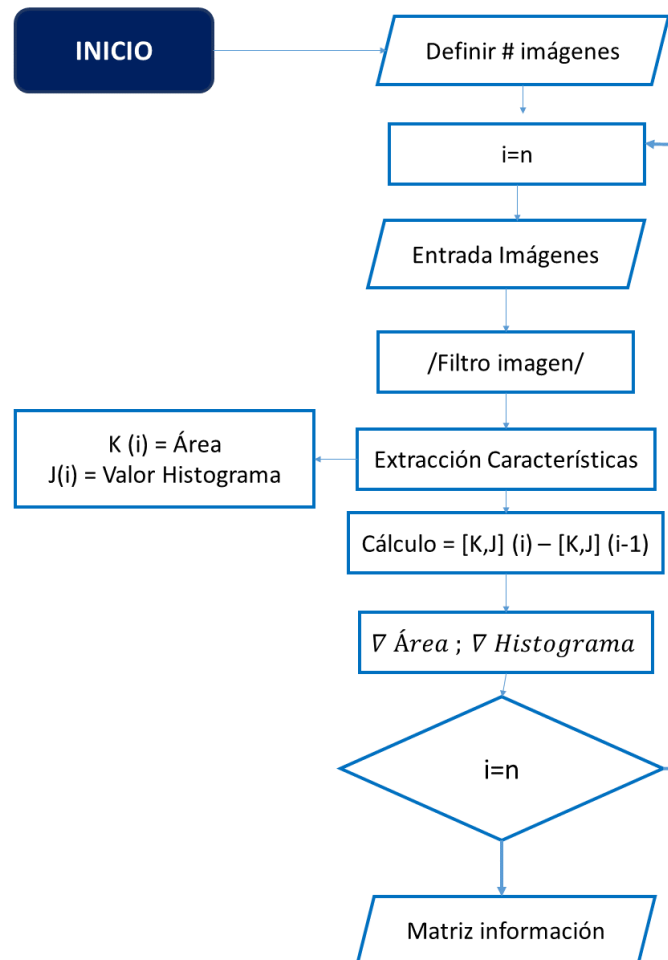 INICIO
Definir # imágenes
i=n
Entrada Imágenes
/Filtro imagen/
K (i) = Área
J(i) = Valor Histograma
Extracción Características
Cálculo = [K,J] (i) – [K,J] (i-1)
∇ Área ; ∇ Histograma
i=n
Matriz información